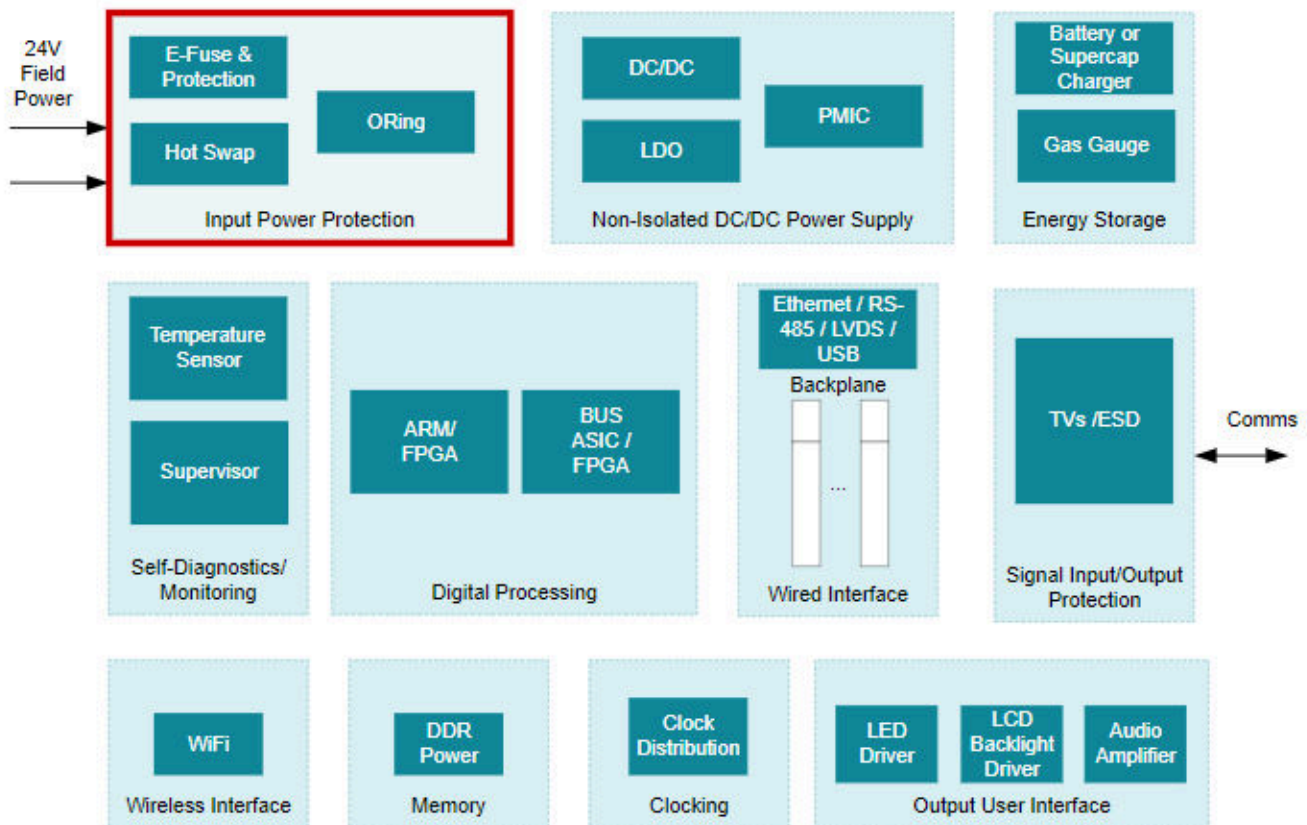 24V
Field
Power
E-Fuse &
Protection
Hot Swap
ORing
Input Power Protection
DC/DC
LDO
PMIC
Non-Isolated DC/DC Power Supply
Battery or
Supercap
Charger
Gas Gauge
Energy Storage
Temperature
Sensor
Supervisor
Self-Diagnostics/
Monitoring
ARM/
FPGA
BUS
ASIC /
FPGA
Digital Processing
Ethernet / RS-
485 / LVDS /
USB
Backplane
...
Wired Interface
TVs /ESD
Signal Input/Output
Protection
Comms
WiFi
Wireless Interface
DDR
Power
Memory
Clock
Distribution
Clocking
LED
Driver
LCD
Backlight
Driver
Audio
Amplifier
Output User Interface